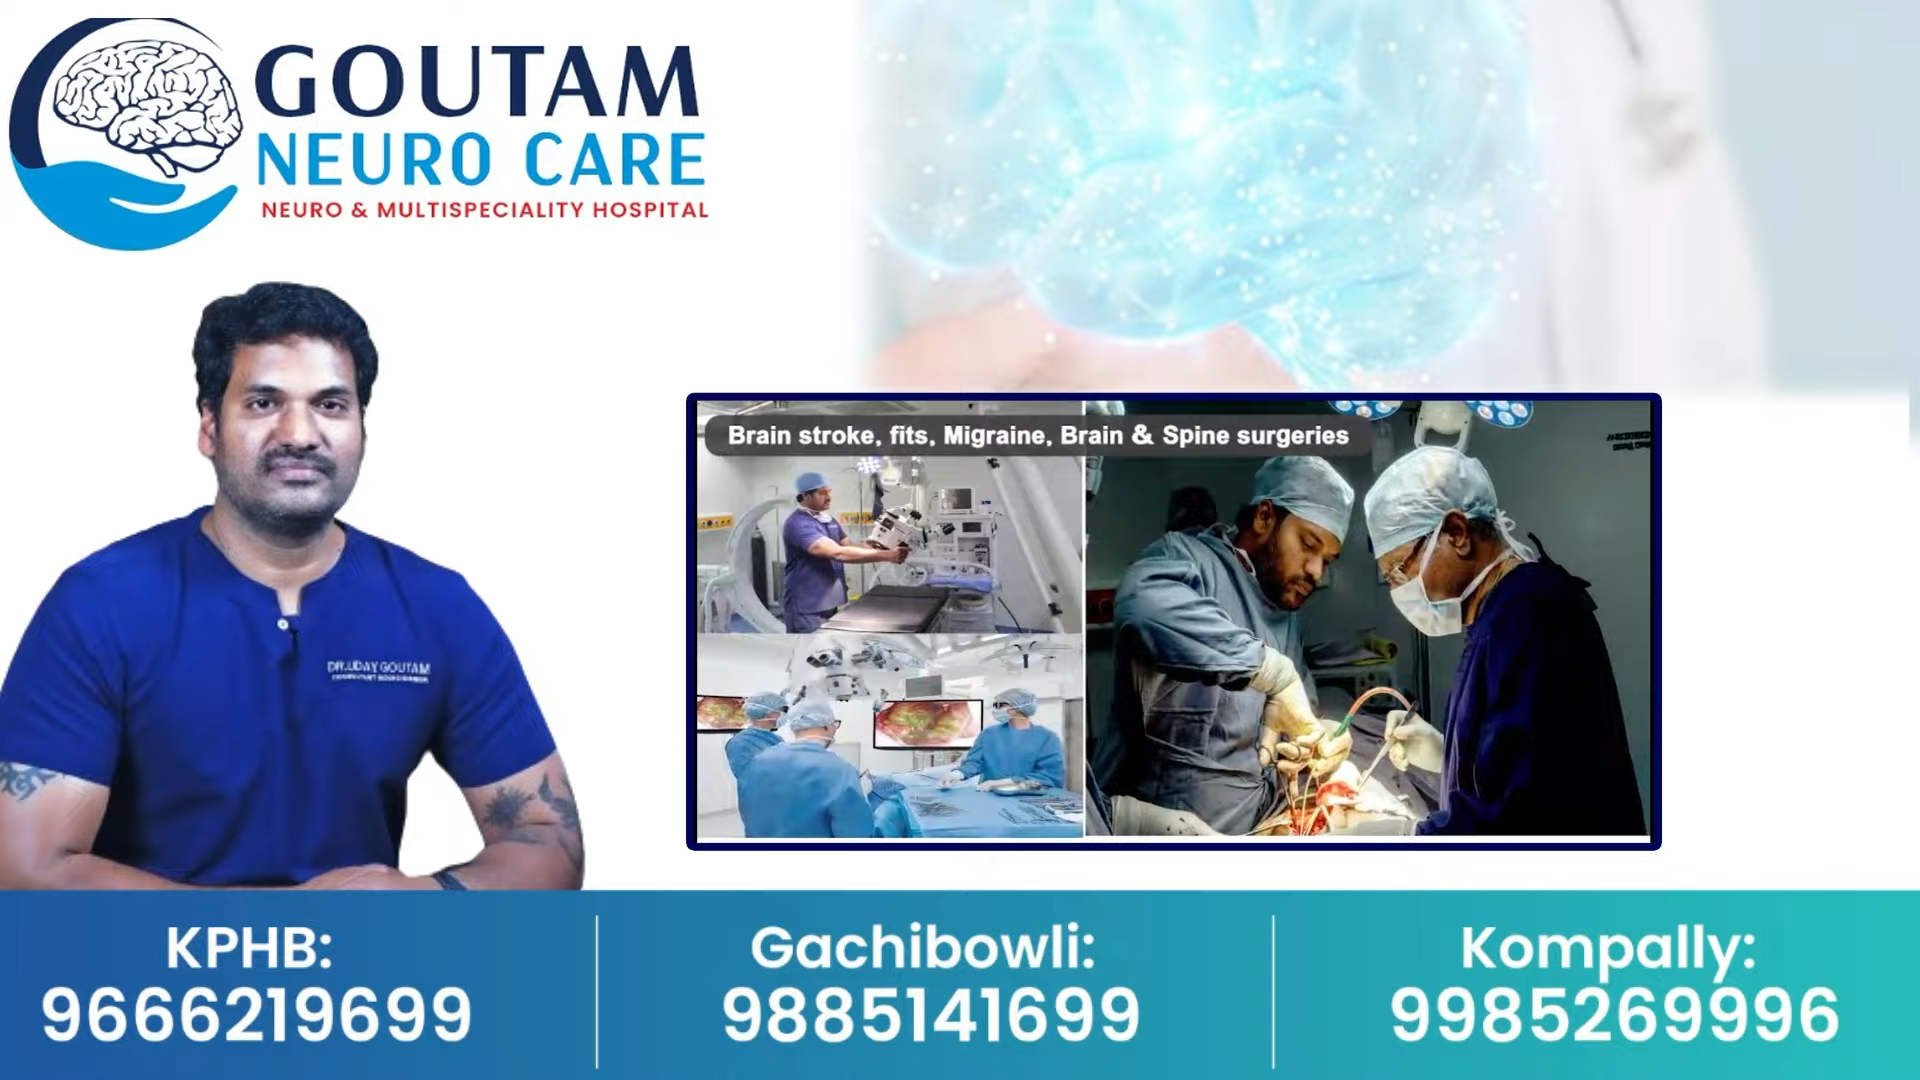 GOUTAM
NEURO CARE
NEURO & MULTISPECIALITY HOSPITAL
Brain stroke, fits, Migraine, Brain & Spine surgeries
DR.UDAY GOUTAM
KPHB:
9666219699
Gachibowli:
9885141699
Kompally:
9985269996